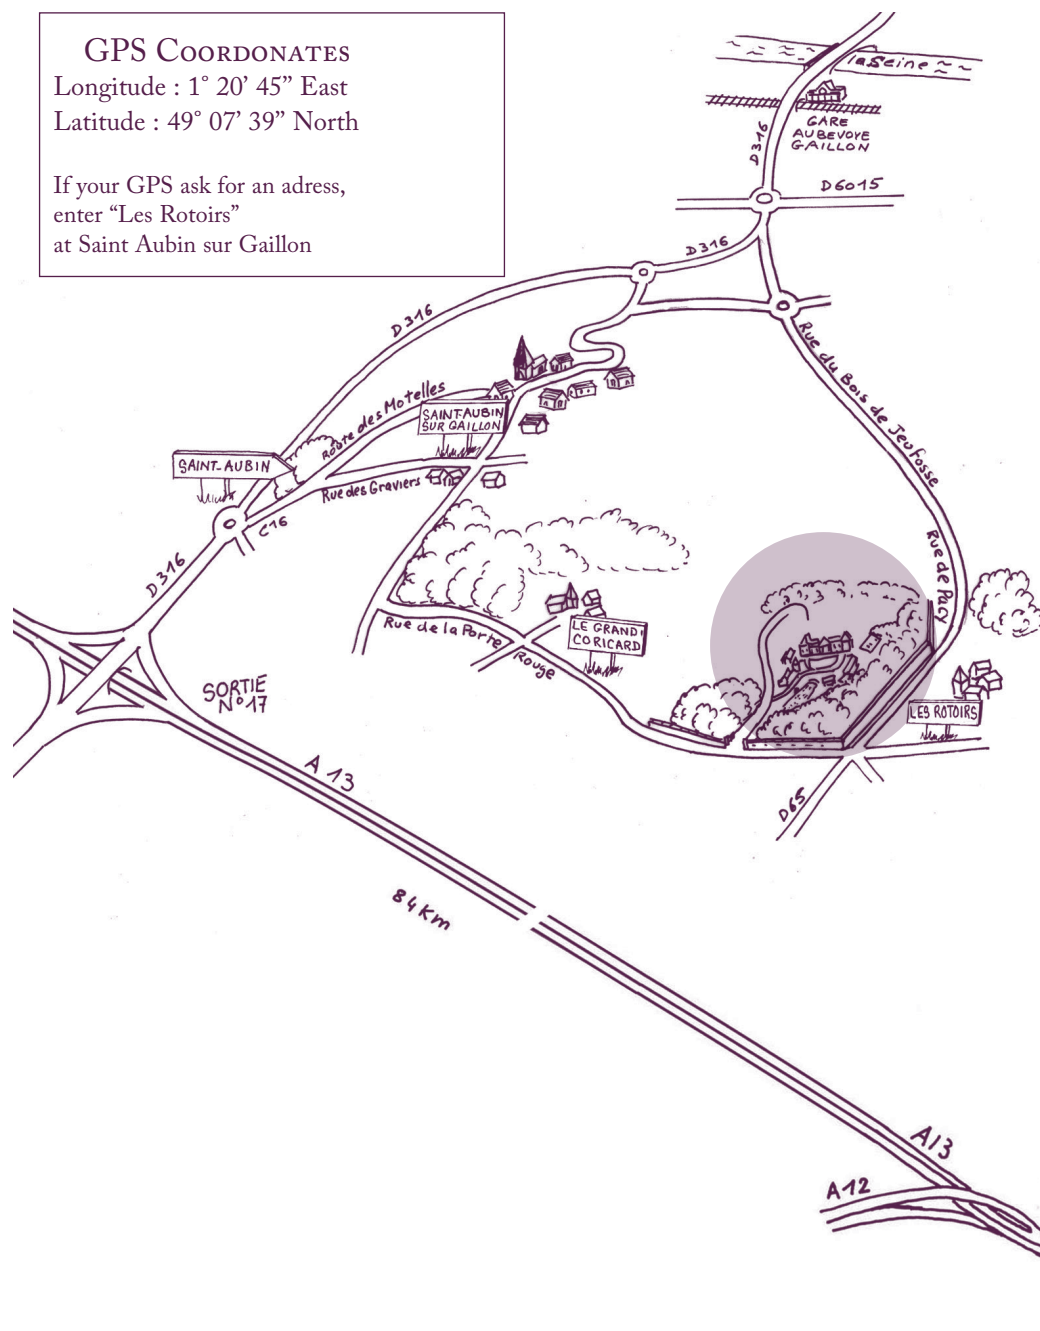 GPS COORDONATES
Longitude : 1° 20’ 45” East
Latitude : 49° 07’ 39” North
If your GPS ask for an adress,
enter “Les Rotoirs”
at Saint Aubin sur Gaillon
la Seine
GARE
AUBEVOYE
GAILLON
D316
D6015
D316
D316
Rue du Bois de Jeufosse
Route des Motelles
SAINT-AUBIN
SUR GAILLON
SAINT-AUBIN
Rue des Graviers
C16
D316
Rue de Pacy
Rue de la Porte Rouge
LE GRAND
CORICARD
LES ROTOIRS
SORTIE
N°17
A 13
D65
84Km
A13
A12